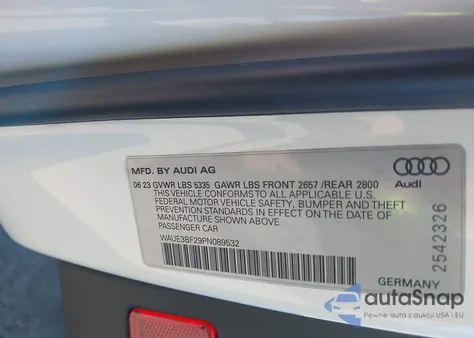 MFD. BY AUDI AG
06 23 GVWR LBS 5335 GAWR LBS FRONT 2657 /REAR 2800
THIS VEHICLE CONFORMS TO ALL APPLICABLE U.S.
FEDERAL MOTOR VEHICLE SAFETY, BUMPER AND THEFT
PREVENTION STANDARDS IN EFFECT ON THE DATE OF
MANUFACTURE SHOWN ABOVE
PASSENGER CAR
WAUE3BF29PN089532
Audi
2542326
GERMANY
autoSnap
Pewne auta z aukcji USA i EU